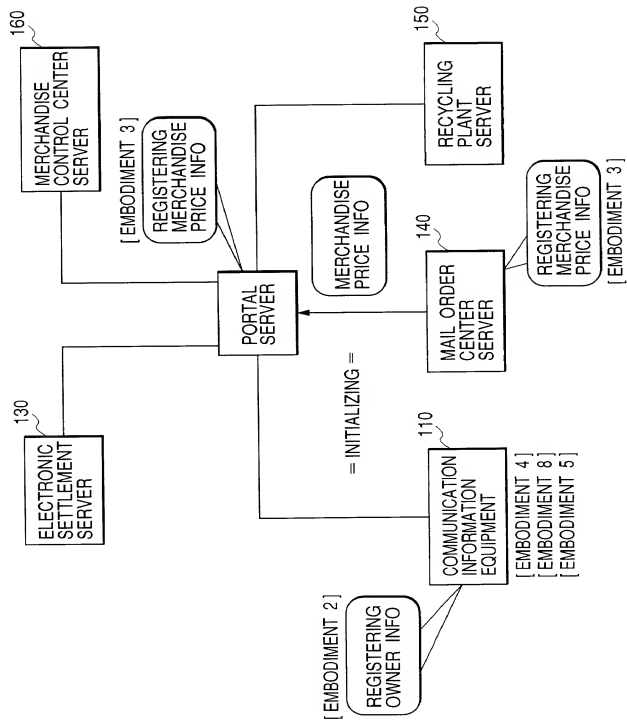 130
ELECTRONIC
SETTLEMENT
SERVER
160
MERCHANDISE
CONTROL CENTER
SERVER
[ EMBODIMENT 3 ]
REGISTERING
MERCHANDISE
PRICE INFO
PORTAL
SERVER
= INITIALIZING =
MERCHANDISE
PRICE INFO
[ EMBODIMENT 2 ]
REGISTERING
OWNER INFO
110
COMMUNICATION
INFORMATION
EQUIPMENT
[ EMBODIMENT 4 ]
[ EMBODIMENT 8 ]
[ EMBODIMENT 5 ]
140
MAIL ORDER
CENTER
SERVER
REGISTERING
MERCHANDISE
PRICE INFO
[ EMBODIMENT 3 ]
150
RECYCLING
PLANT
SERVER